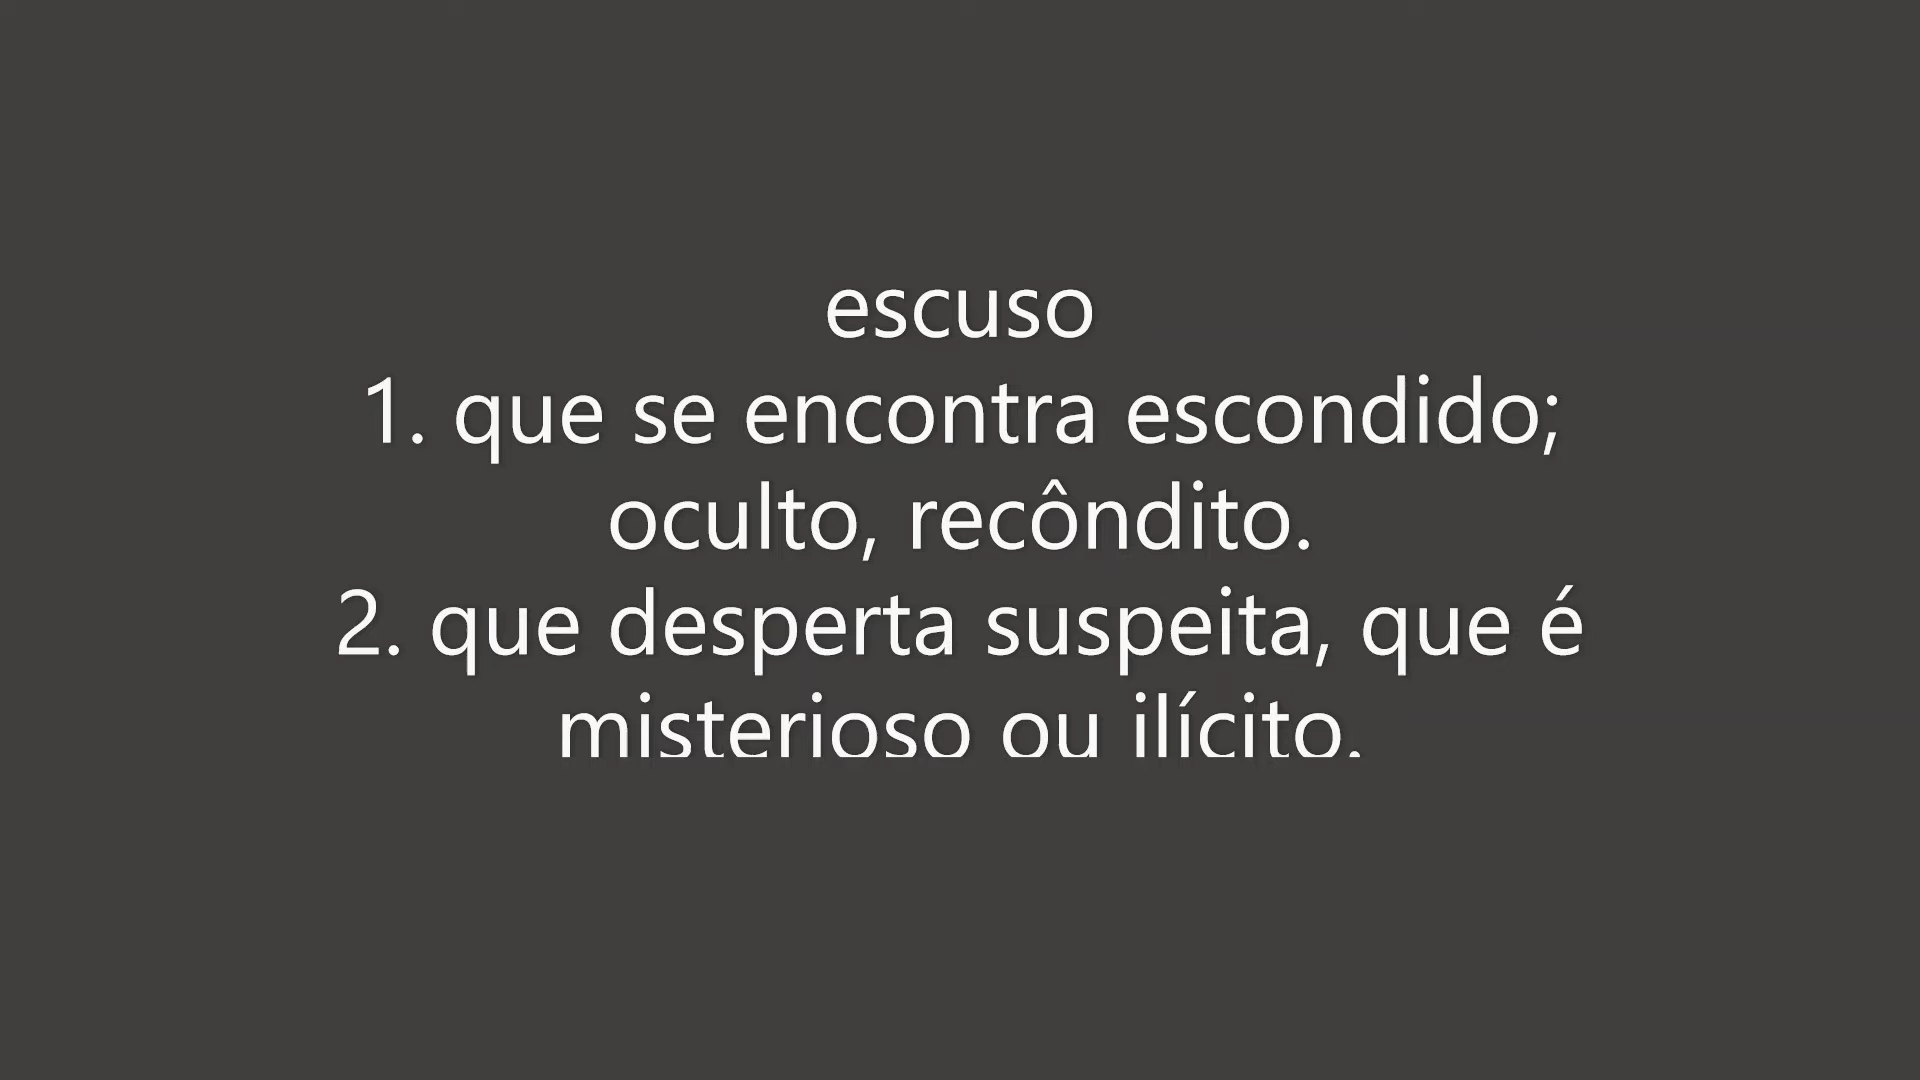 escuso
1. que se encontra escondido;
oculto, recôndito.
2. que desperta suspeita, que é
misterioso ou ilícito.